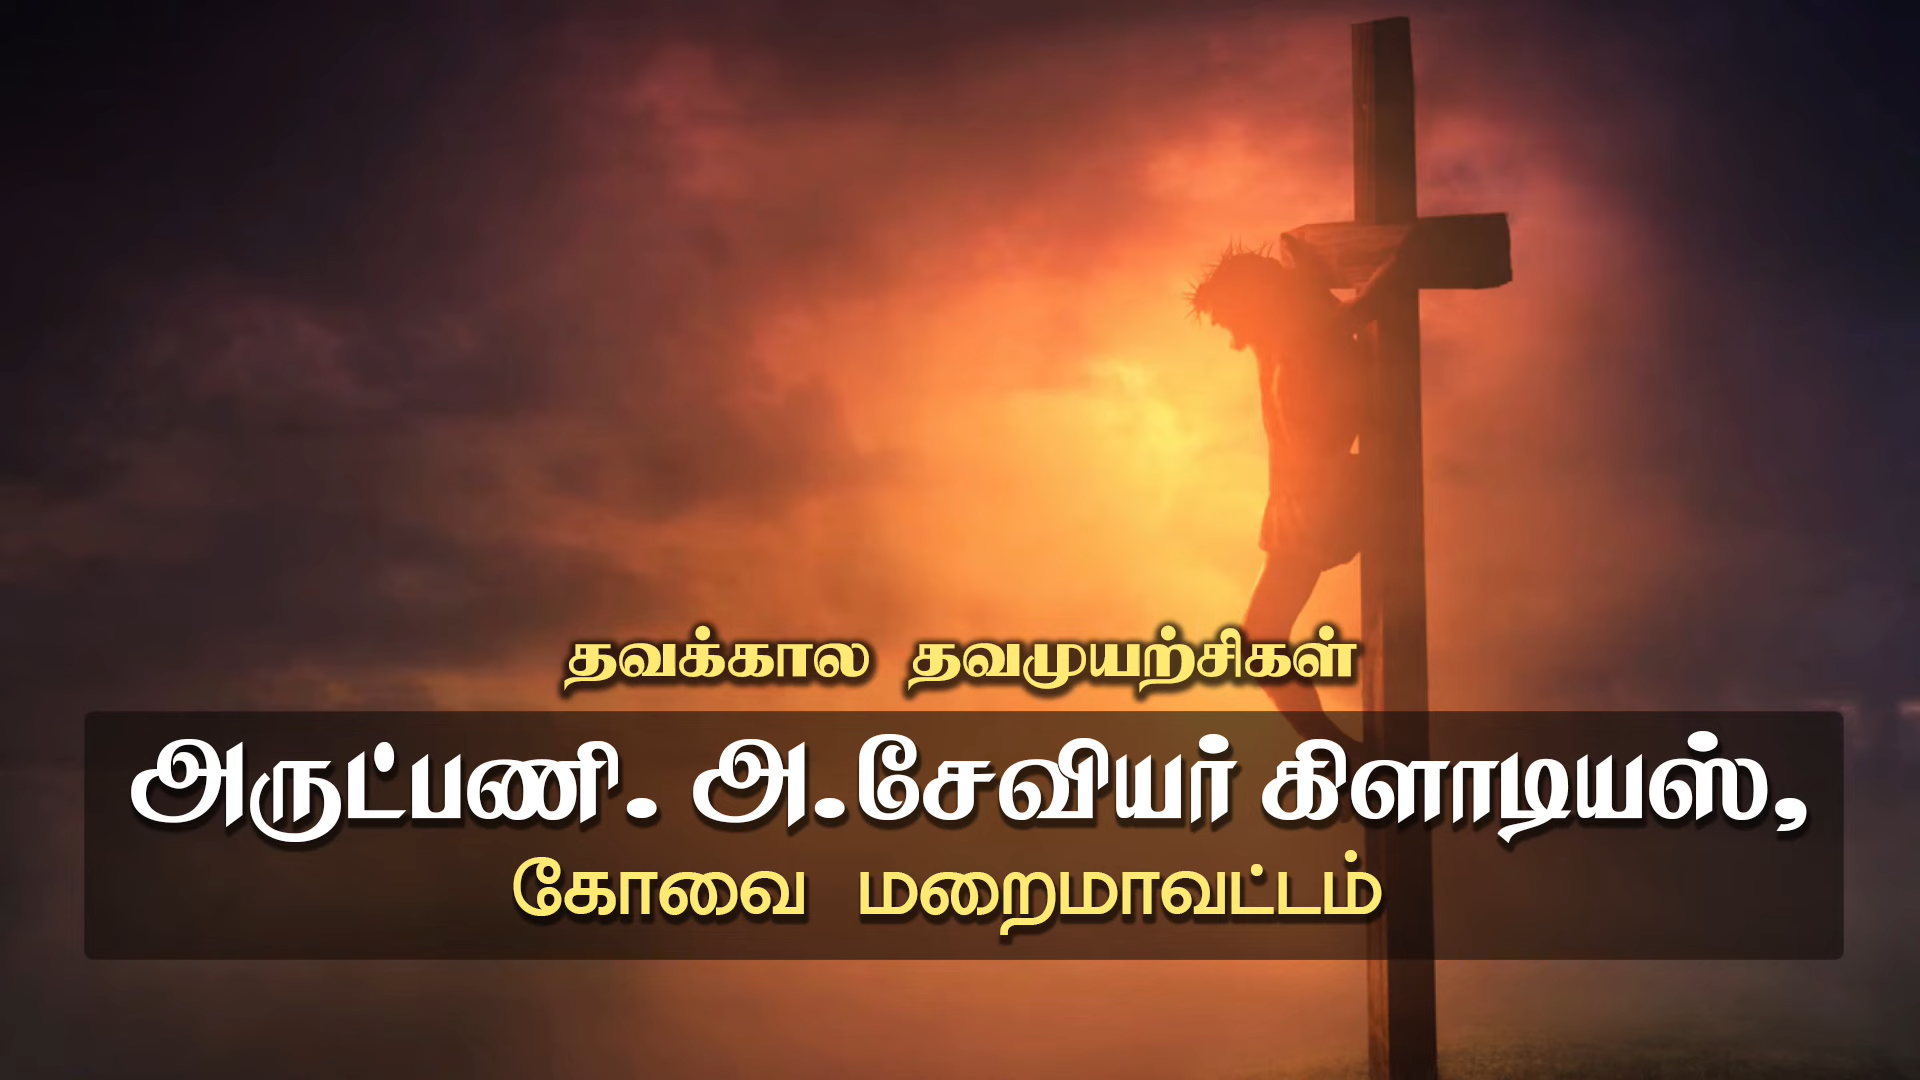 தவக்கால தவமுயற்சிகள்
அருட்பணி. அ.சேவியர் கிளாடியஸ்,
கோவை மறைமாவட்டம்